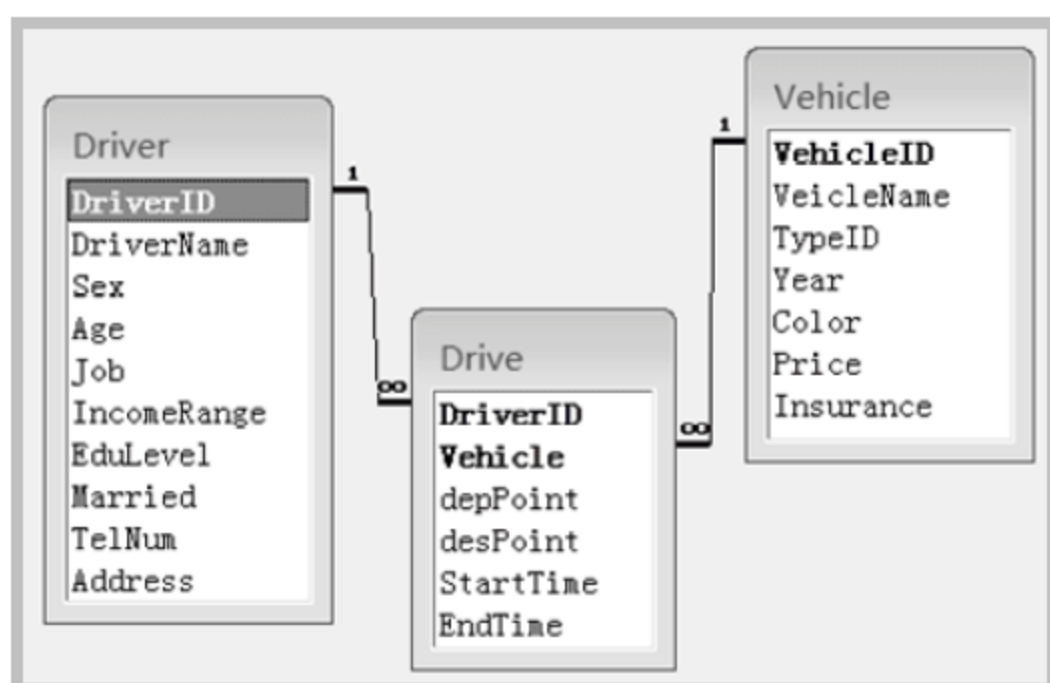 Driver
DriverID
DriverName
Sex
Age
Job
IncomeRange
EduLevel
Married
TelNum
Address
1
∞
Drive
DriverID
Vehicle
depPoint
desPoint
StartTime
EndTime
1
∞
Vehicle
VehicleID
VeicleName
TypeID
Year
Color
Price
Insurance